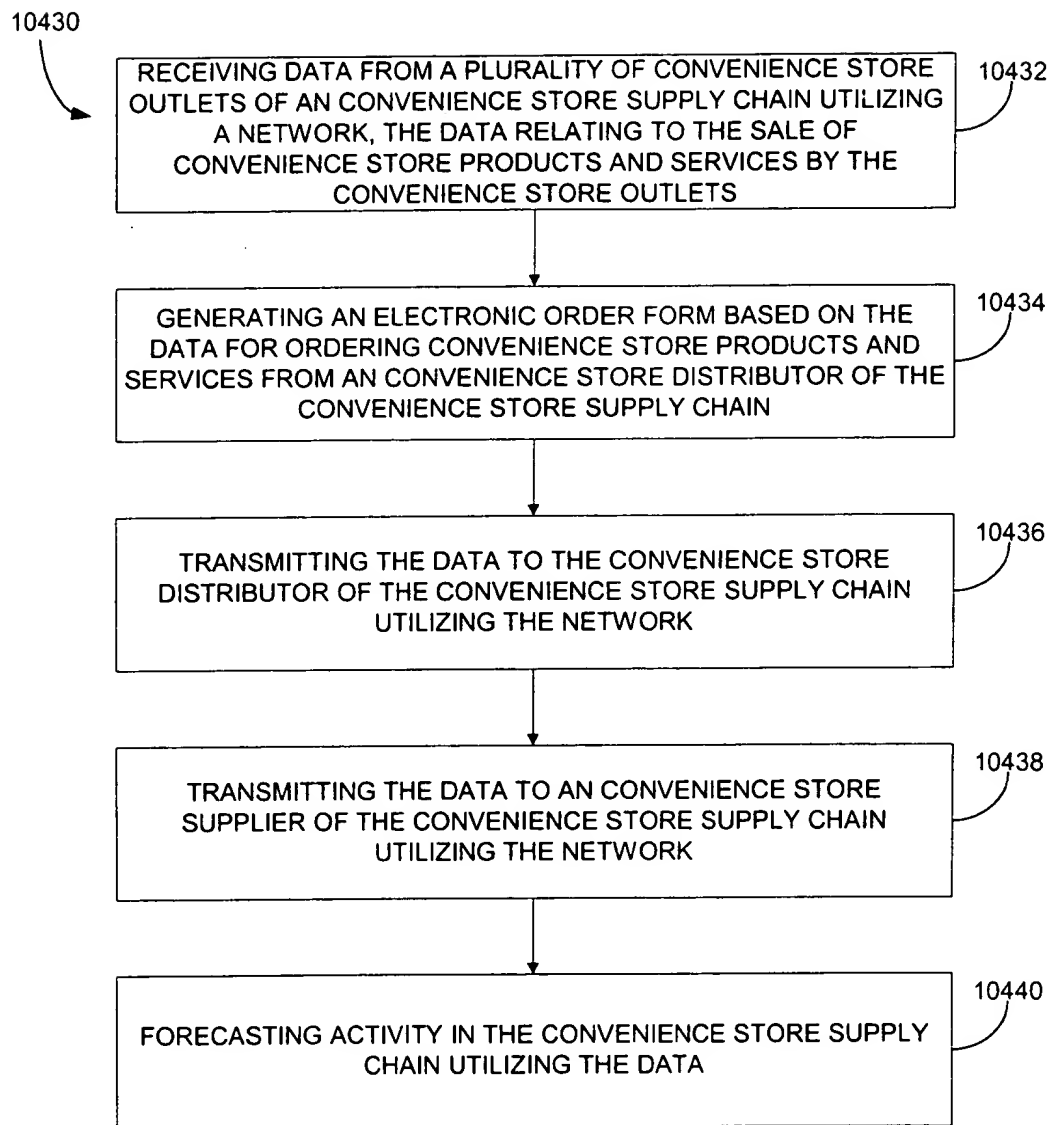 10430
RECEIVING DATA FROM A PLURALITY OF CONVENIENCE STORE
OUTLETS OF AN CONVENIENCE STORE SUPPLY CHAIN UTILIZING
A NETWORK, THE DATA RELATING TO THE SALE OF
CONVENIENCE STORE PRODUCTS AND SERVICES BY THE
CONVENIENCE STORE OUTLETS
10432
GENERATING AN ELECTRONIC ORDER FORM BASED ON THE
DATA FOR ORDERING CONVENIENCE STORE PRODUCTS AND
SERVICES FROM AN CONVENIENCE STORE DISTRIBUTOR OF THE
CONVENIENCE STORE SUPPLY CHAIN
10434
TRANSMITTING THE DATA TO THE CONVENIENCE STORE
DISTRIBUTOR OF THE CONVENIENCE STORE SUPPLY CHAIN
UTILIZING THE NETWORK
10436
TRANSMITTING THE DATA TO AN CONVENIENCE STORE
SUPPLIER OF THE CONVENIENCE STORE SUPPLY CHAIN
UTILIZING THE NETWORK
10438
FORECASTING ACTIVITY IN THE CONVENIENCE STORE SUPPLY
CHAIN UTILIZING THE DATA
10440